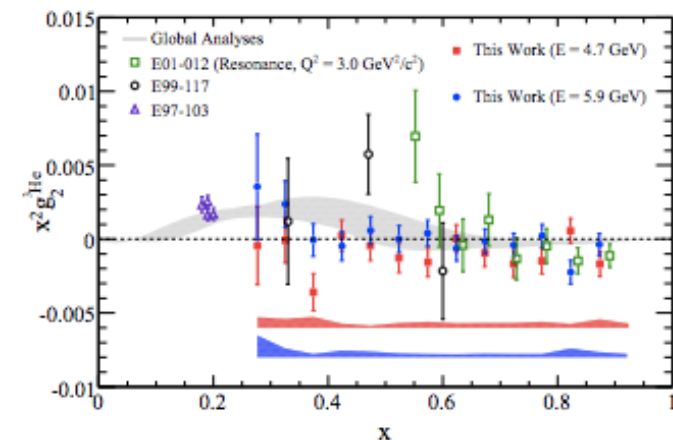 0.015
0.01
0.005
0
-0.005
-0.01
x²g₂³ᴴᵉ
Global Analyses
E01-012 (Resonance, Q² = 3.0 GeV²/c²)
E99-117
E97-103
This Work (E = 4.7 GeV)
This Work (E = 5.9 GeV)
0 0.2 0.4 0.6 0.8 1
x